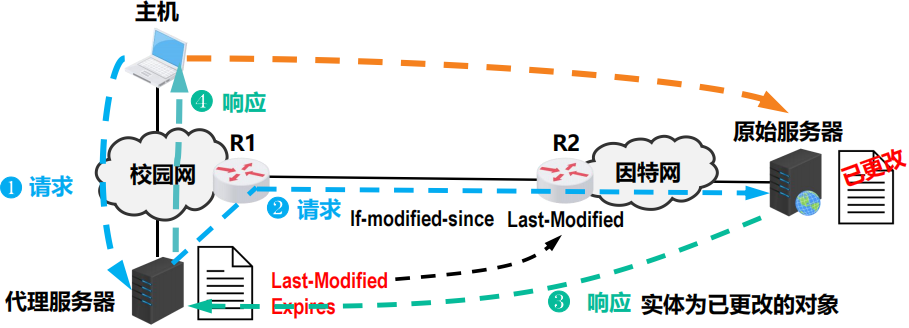 主机
④ 响应
R1
R2
原始服务器
校园网
因特网
已更改
① 请求
② 请求
If-modified-since Last-Modified
代理服务器
Last-Modified
Expires
③ 响应 实体为已更改的对象